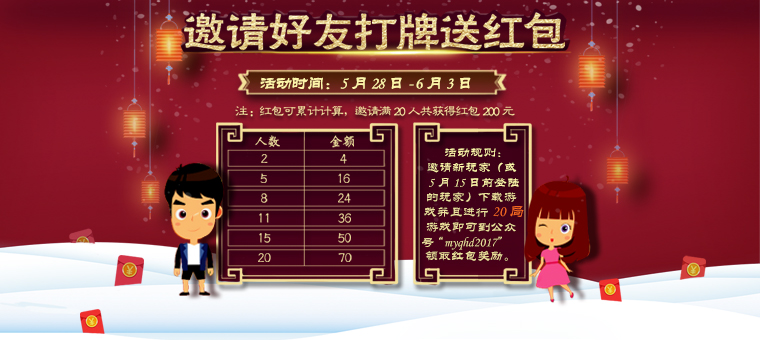 邀请好友打牌送红包
活动时间：5月28日-6月3日
注：红包可累计计算，邀请满20人共获得红包200元
人数 金额
2 4
5 16
8 24
11 36
15 50
20 70
活动规则：
邀请新玩家（或
5月15日前登陆
的玩家）下载游
戏并且进行20局
游戏即可到公众
号“myqhd2017”
领取红包奖励。